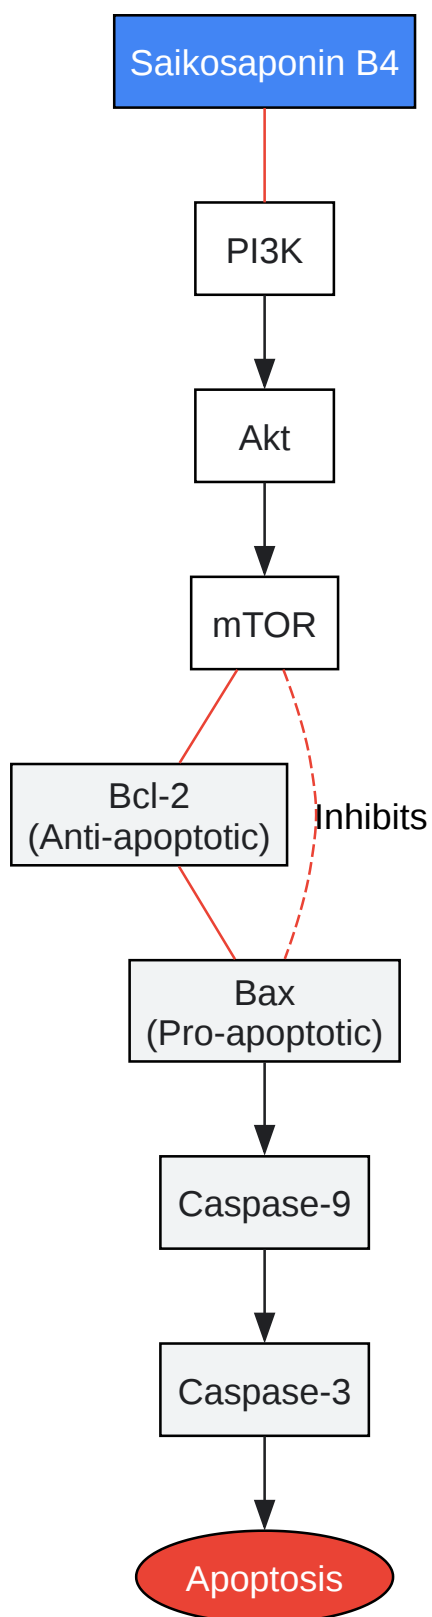 Saikosaponin B4
PI3K
Akt
mTOR
Bcl-2
(Anti-apoptotic)
Inhibits
Bax
(Pro-apoptotic)
Caspase-9
Caspase-3
Apoptosis